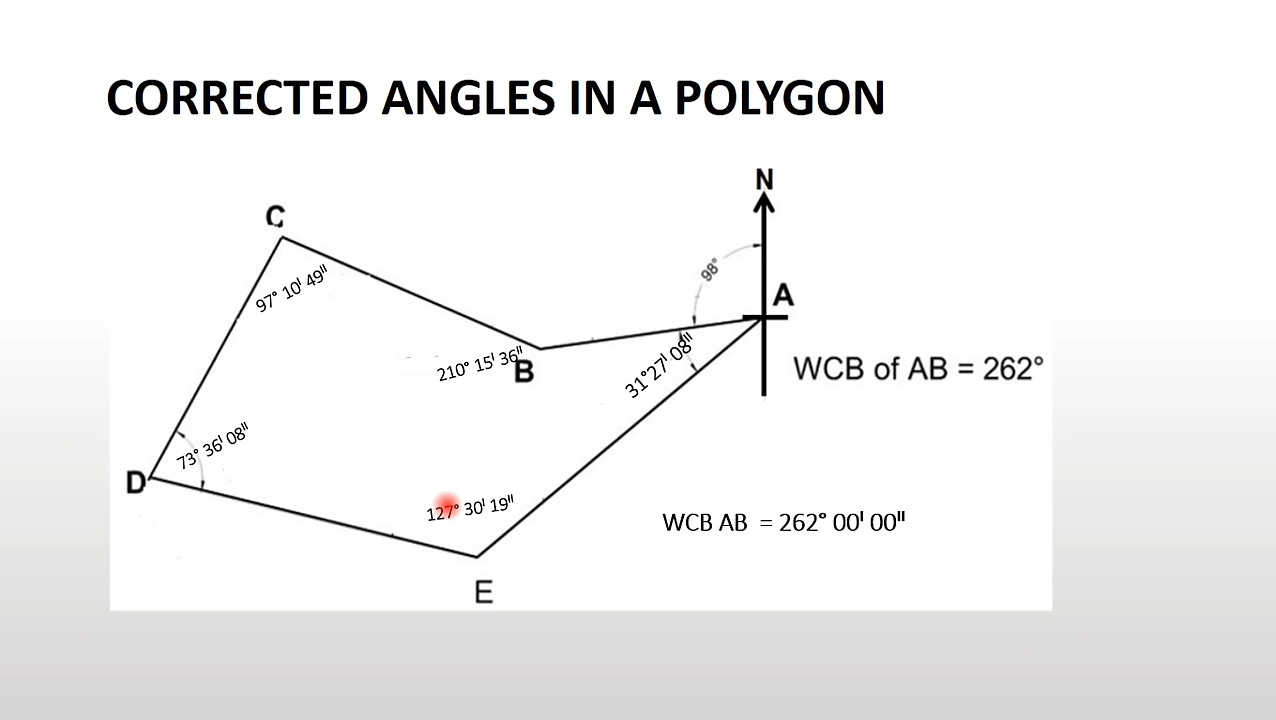 CORRECTED ANGLES IN A POLYGON
N
C
98°
A
97° 10' 49"
31°27' 08"
210° 15' 36"
B
WCB of AB = 262°
73° 36' 08"
D
127° 30' 19"
WCB AB = 262° 00' 00"
E